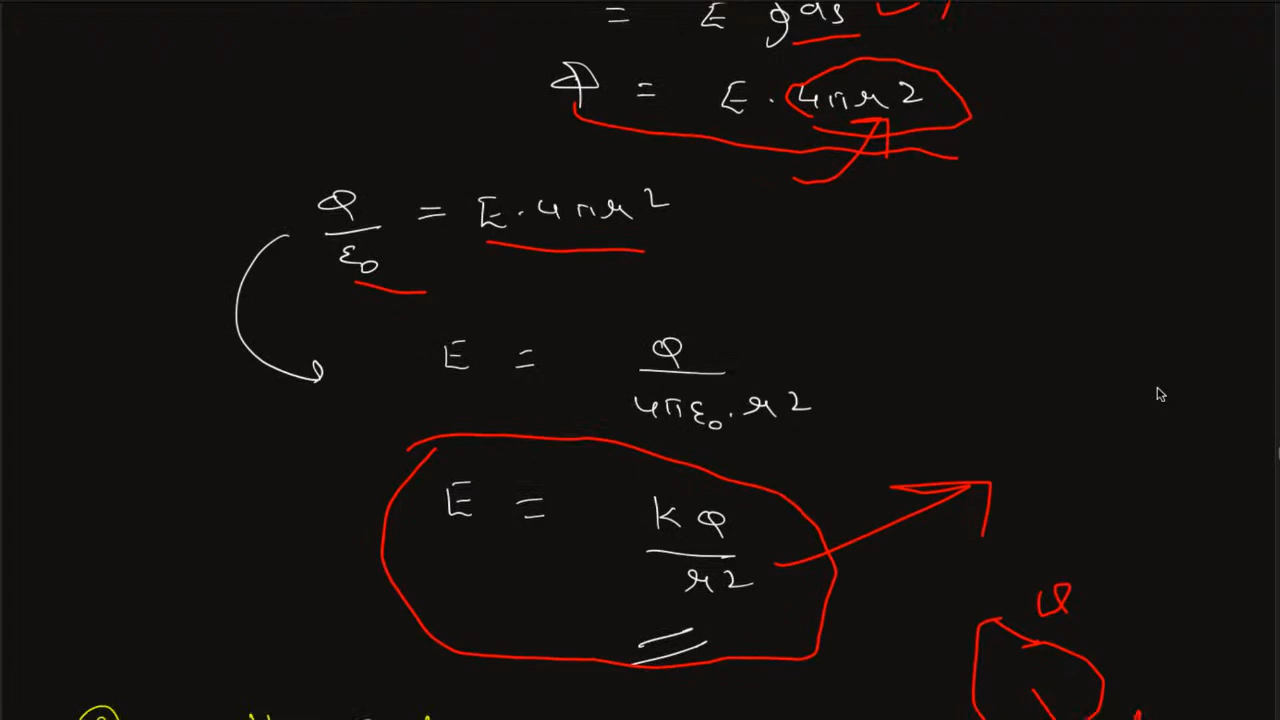 = E ∮ds
Φ = E · 4πr2
Q/ε0 = E · 4πr2
E = Q/4πε0 · r2
E = KQ/r2
Q